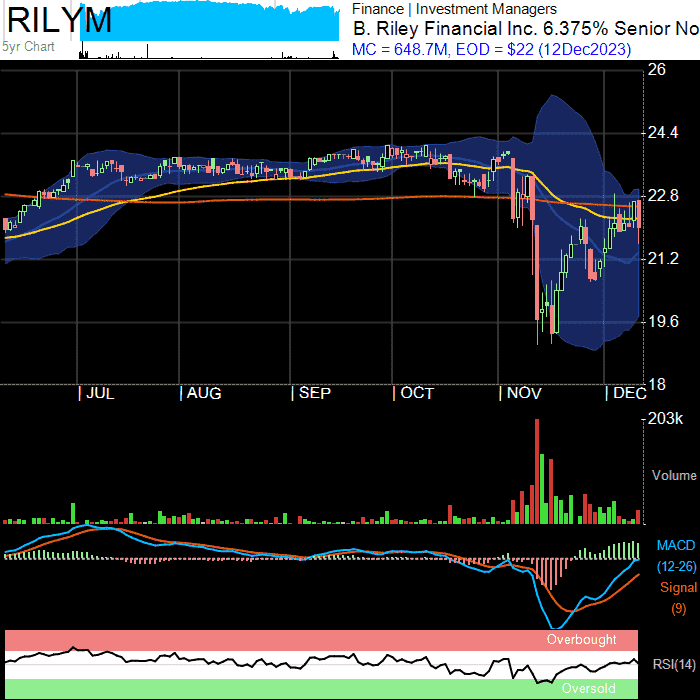 RILYM
5yr Chart
Finance | Investment Managers
B. Riley Financial Inc. 6.375% Senior No
MC = 648.7M, EOD = $22 (12Dec2023)
26
24.4
22.8
21.2
19.6
18
| JUL | AUG | SEP | OCT | NOV | DEC
203k
Volume
MACD
(12-26)
Signal
(9)
Overbought
RSI(14)
Oversold